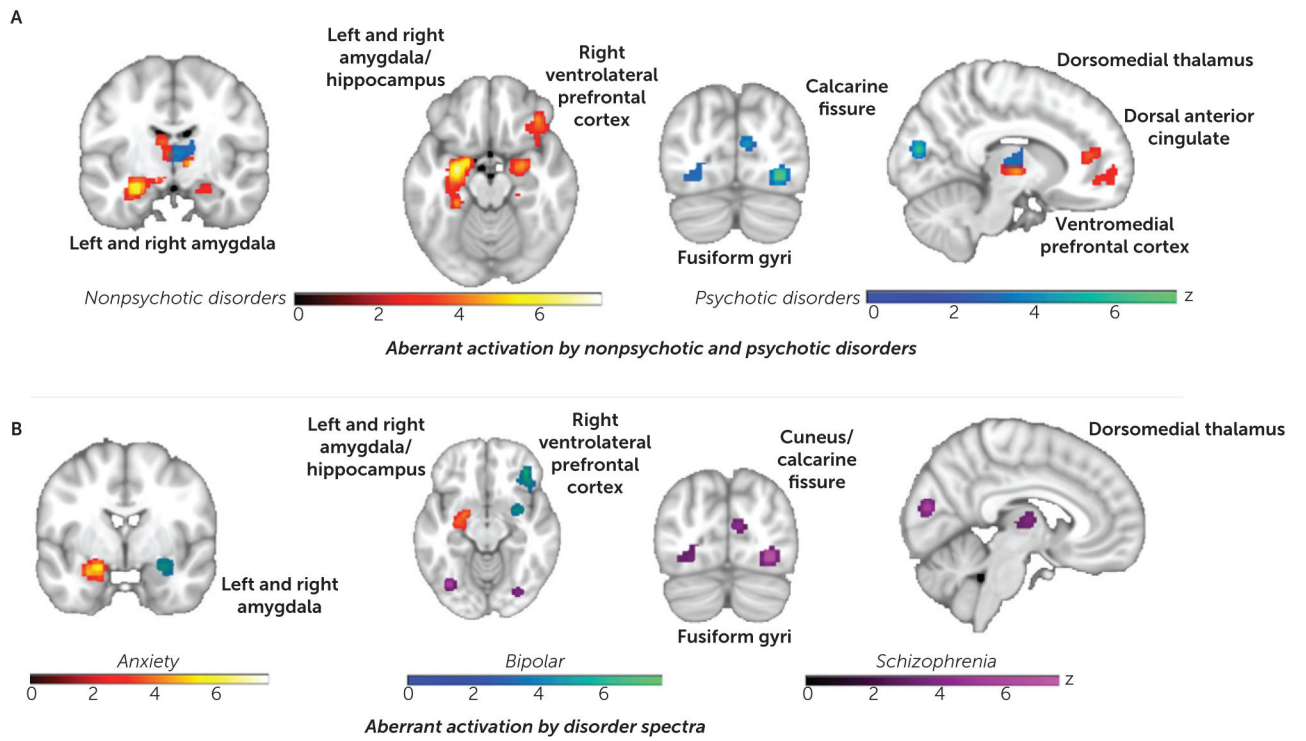 A
Left and right
amygdala/
hippocampus
Right
ventrolateral
prefrontal
cortex
Calcarine
fissure
Dorsomedial thalamus
Dorsal anterior
cingulate
Left and right amygdala
Fusiform gyri
Ventromedial
prefrontal cortex
Nonpsychotic disorders
0 2 4 6
Psychotic disorders
z
0 2 4 6
Aberrant activation by nonpsychotic and psychotic disorders
B
Left and right
amygdala/
hippocampus
Right
ventrolateral
prefrontal
cortex
Cuneus/
calcarine
fissure
Dorsomedial thalamus
Left and right
amygdala
Fusiform gyri
Anxiety
0 2 4 6
Bipolar
0 2 4 6
Schizophrenia
z
0 2 4 6
Aberrant activation by disorder spectra